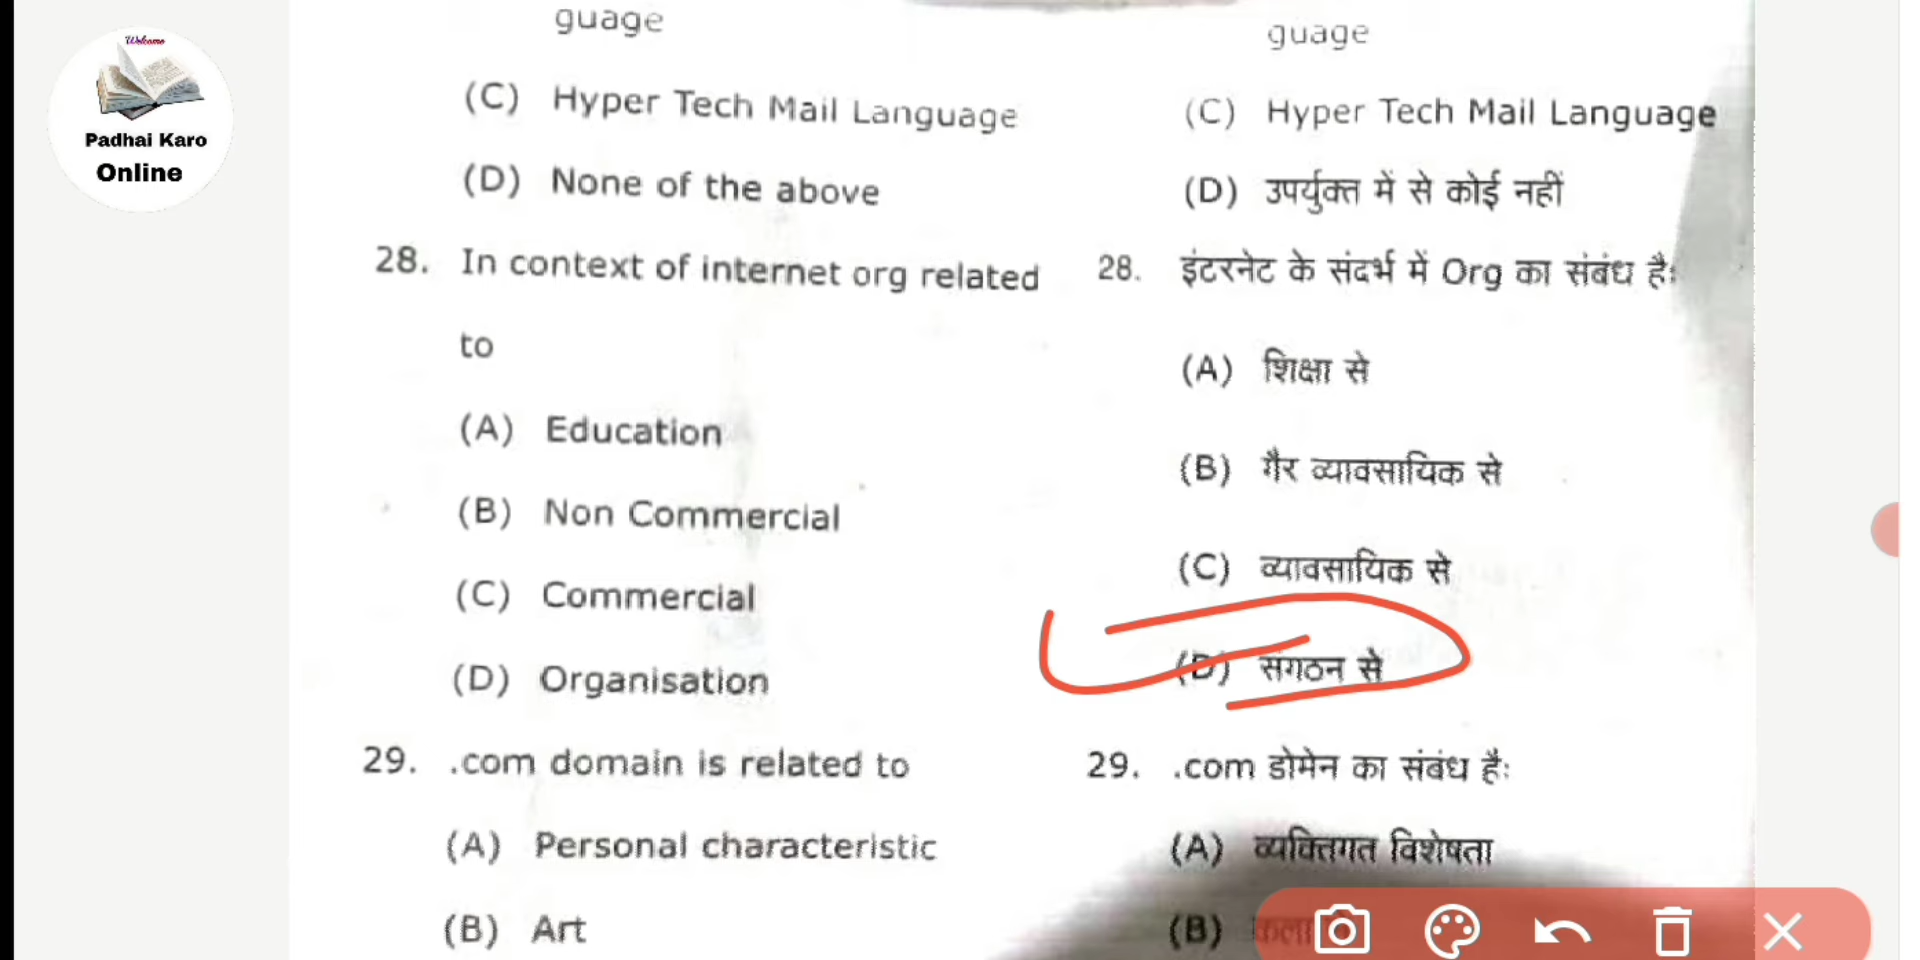 Welcome
Padhai Karo
Online
guage
(C) Hyper Tech Mail Language
(D) None of the above
28. In context of internet org related
to
(A) Education
(B) Non Commercial
(C) Commercial
(D) Organisation
29. .com domain is related to
(A) Personal characteristic
(B) Art
guage
(C) Hyper Tech Mail Language
(D) उपर्युक्त में से कोई नहीं
28. इंटरनेट के संदर्भ में Org का संबंध है:
(A) शिक्षा से
(B) गैर व्यावसायिक से
(C) व्यावसायिक से
(D) संगठन से
29. .com डोमेन का संबंध है:
(A) व्यक्तिगत विशेषता
(B) कला